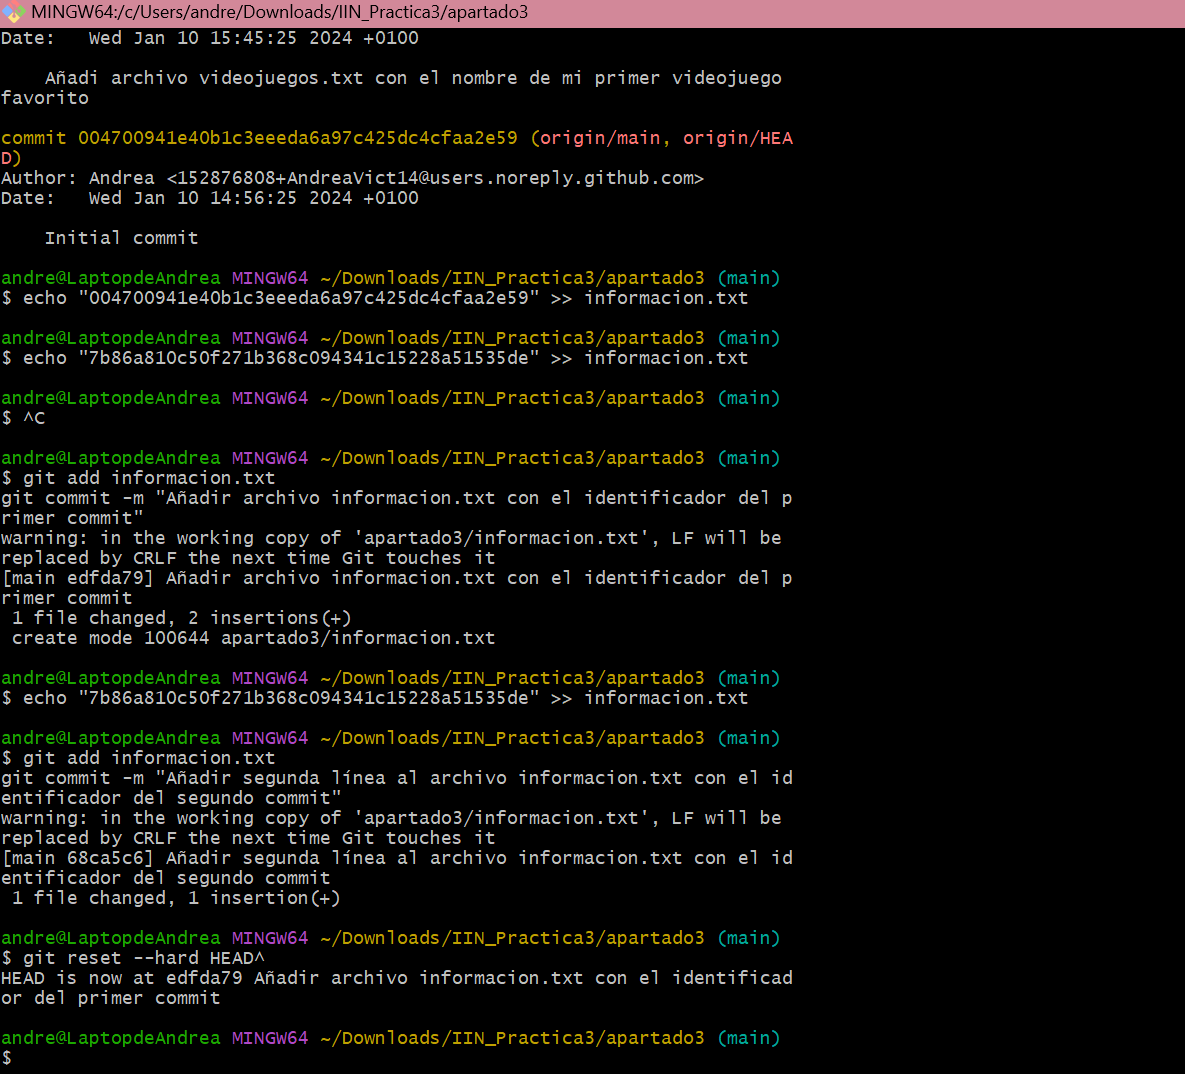 MINGW64:/c/Users/andre/Downloads/IIN_Practica3/apartado3
Date:   Wed Jan 10 15:45:25 2024 +0100
    Añadi archivo videojuegos.txt con el nombre de mi primer videojuego
favorito
commit 004700941e40b1c3eeeda6a97c425dc4cfaa2e59 (origin/main, origin/HEA
D)
Author: Andrea <152876808+AndreaVict14@users.noreply.github.com>
Date:   Wed Jan 10 14:56:25 2024 +0100
    Initial commit
andre@LaptopdeAndrea MINGW64 ~/Downloads/IIN_Practica3/apartado3 (main)
$ echo "004700941e40b1c3eeeda6a97c425dc4cfaa2e59" >> informacion.txt
andre@LaptopdeAndrea MINGW64 ~/Downloads/IIN_Practica3/apartado3 (main)
$ echo "7b86a810c50f271b368c094341c15228a51535de" >> informacion.txt
andre@LaptopdeAndrea MINGW64 ~/Downloads/IIN_Practica3/apartado3 (main)
$ ^C
andre@LaptopdeAndrea MINGW64 ~/Downloads/IIN_Practica3/apartado3 (main)
$ git add informacion.txt
git commit -m "Añadir archivo informacion.txt con el identificador del p
rimer commit"
warning: in the working copy of 'apartado3/informacion.txt', LF will be
replaced by CRLF the next time Git touches it
[main edfda79] Añadir archivo informacion.txt con el identificador del p
rimer commit
 1 file changed, 2 insertions(+)
 create mode 100644 apartado3/informacion.txt
andre@LaptopdeAndrea MINGW64 ~/Downloads/IIN_Practica3/apartado3 (main)
$ echo "7b86a810c50f271b368c094341c15228a51535de" >> informacion.txt
andre@LaptopdeAndrea MINGW64 ~/Downloads/IIN_Practica3/apartado3 (main)
$ git add informacion.txt
git commit -m "Añadir segunda línea al archivo informacion.txt con el id
entificador del segundo commit"
warning: in the working copy of 'apartado3/informacion.txt', LF will be
replaced by CRLF the next time Git touches it
[main 68ca5c6] Añadir segunda línea al archivo informacion.txt con el id
entificador del segundo commit
 1 file changed, 1 insertion(+)
andre@LaptopdeAndrea MINGW64 ~/Downloads/IIN_Practica3/apartado3 (main)
$ git reset --hard HEAD^
HEAD is now at edfda79 Añadir archivo informacion.txt con el identificad
or del primer commit
andre@LaptopdeAndrea MINGW64 ~/Downloads/IIN_Practica3/apartado3 (main)
$